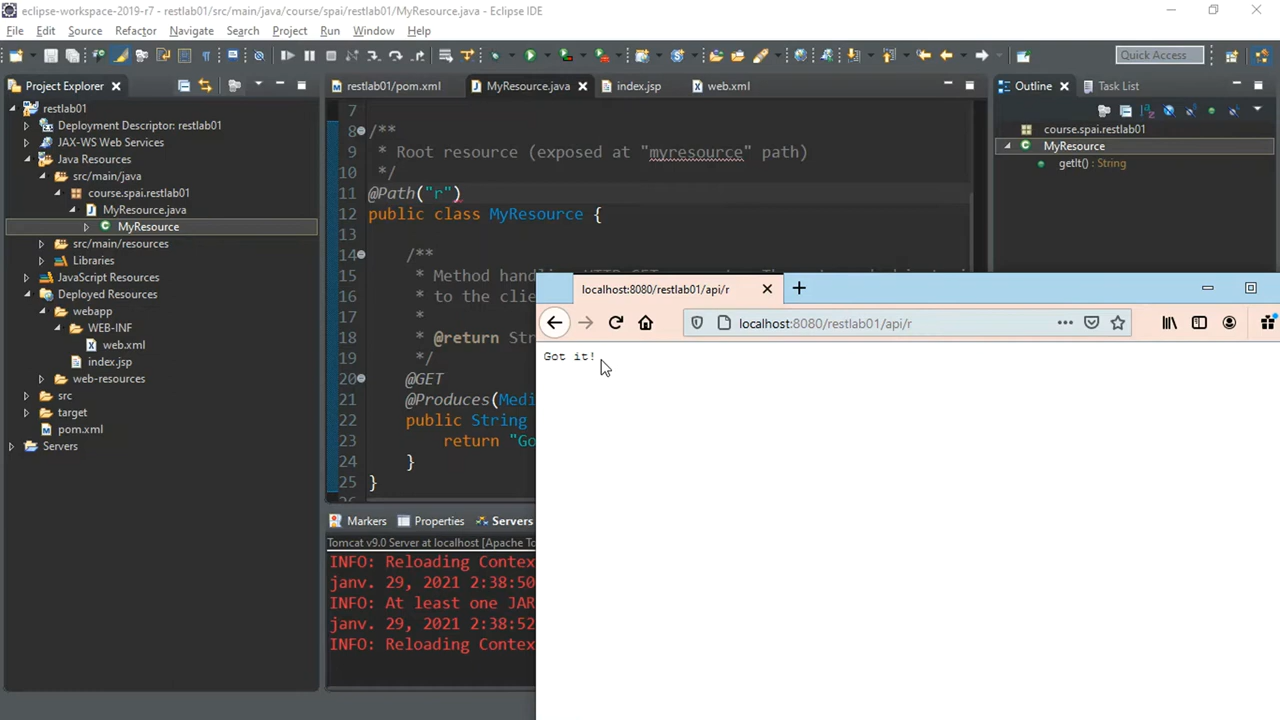 eclipse-workspace-2019-r7 - restlab01/src/main/java/course/spai/restlab01/MyResource.java - Eclipse IDE
File Edit Source Refactor Navigate Search Project Run Window Help
Quick Access
Project Explorer
restlab01
Deployment Descriptor: restlab01
JAX-WS Web Services
Java Resources
src/main/java
course.spai.restlab01
MyResource.java
MyResource
src/main/resources
Libraries
JavaScript Resources
Deployed Resources
webapp
WEB-INF
web.xml
index.jsp
web-resources
src
target
pom.xml
Servers
restlab01/pom.xml MyResource.java index.jsp web.xml
7
8 /**
9 * Root resource (exposed at "myresource" path)
10 */
11 @Path("r")
12 public class MyResource {
13
14 /**
15 * Method handli
16 * to the clie
17 *
18 * @return Str
19 */
20 @GET
21 @Produces(Medi
22 public String
23 return "Go
24 }
25 }
Outline Task List
course.spai.restlab01
MyResource
getIt() : String
Markers Properties Servers
Tomcat v9.0 Server at localhost [Apache To
INFO: Reloading Contex
janv. 29, 2021 2:38:50
INFO: At least one JAR
janv. 29, 2021 2:38:52
INFO: Reloading Contex
localhost:8080/restlab01/api/r
localhost:8080/restlab01/api/r
Got it!